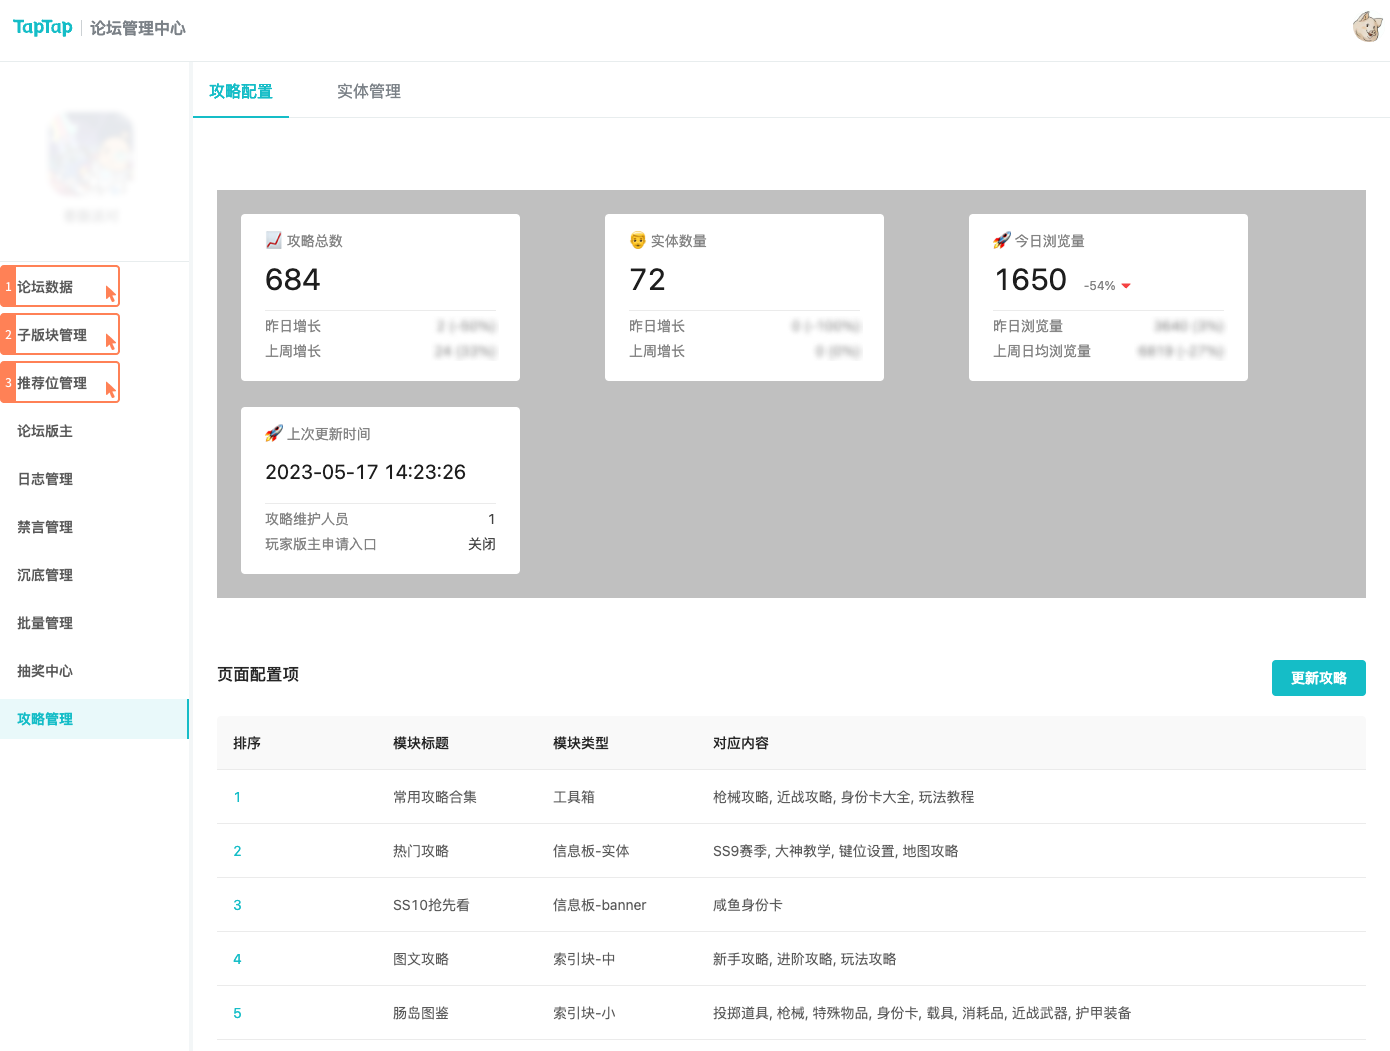 TapTap 论坛管理中心
攻略配置 实体管理
1 论坛数据
2 子版块管理
3 推荐位管理
论坛版主
日志管理
禁言管理
沉底管理
批量管理
抽奖中心
攻略管理
攻略总数
684
昨日增长
上周增长
实体数量
72
昨日增长
上周增长
今日浏览量
1650 -54%
昨日浏览量
上周日均浏览量
上次更新时间
2023-05-17 14:23:26
攻略维护人员 1
玩家版主申请入口 关闭
页面配置项 更新攻略
排序 模块标题 模块类型 对应内容
1 常用攻略合集 工具箱 枪械攻略, 近战攻略, 身份卡大全, 玩法教程
2 热门攻略 信息板-实体 SS9赛季, 大神教学, 键位设置, 地图攻略
3 SS10抢先看 信息板-banner 咸鱼身份卡
4 图文攻略 索引块-中 新手攻略, 进阶攻略, 玩法攻略
5 肠岛图鉴 索引块-小 投掷道具, 枪械, 特殊物品, 身份卡, 载具, 消耗品, 近战武器, 护甲装备